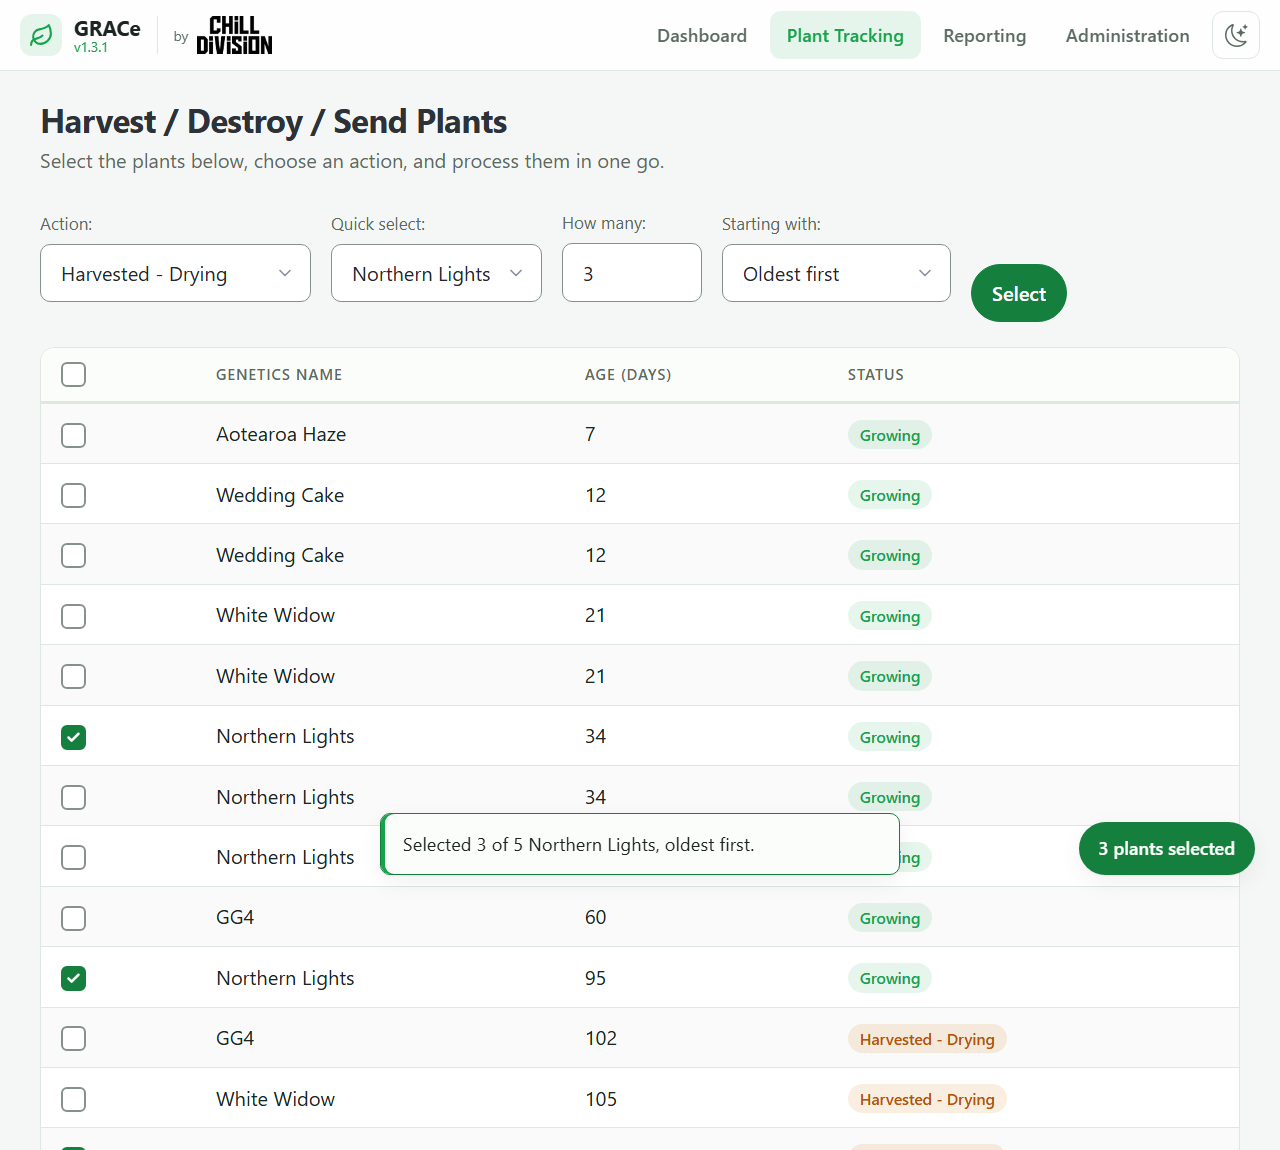 GRACe
v1.3.1
by
CHiLL DiViSiON
Dashboard
Plant Tracking
Reporting
Administration
Harvest / Destroy / Send Plants
Select the plants below, choose an action, and process them in one go.
Action:
Quick select:
How many:
Starting with:
Harvested - Drying
Northern Lights
3
Oldest first
Select
GENETICS NAME
AGE (DAYS)
STATUS
Aotearoa Haze
7
Growing
Wedding Cake
12
Growing
Wedding Cake
12
Growing
White Widow
21
Growing
White Widow
21
Growing
Northern Lights
34
Growing
Northern Lights
34
Growing
Selected 3 of 5 Northern Lights, oldest first.
3 plants selected
Northern Lights
GG4
60
Growing
Northern Lights
95
Growing
GG4
102
Harvested - Drying
White Widow
105
Harvested - Drying